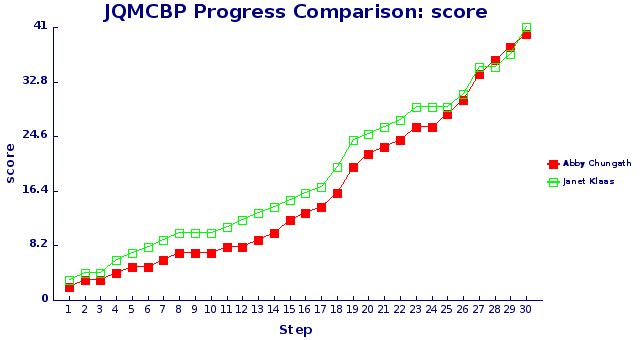 JQMCBP Progress Comparison: score
41
32.8
24.6
16.4
8.2
0
score
1 2 3 4 5 6 7 8 9 10 11 12 13 14 15 16 17 18 19 20 21 22 23 24 25 26 27 28 29 30
Step
Abby Chungath
Janet Klaas